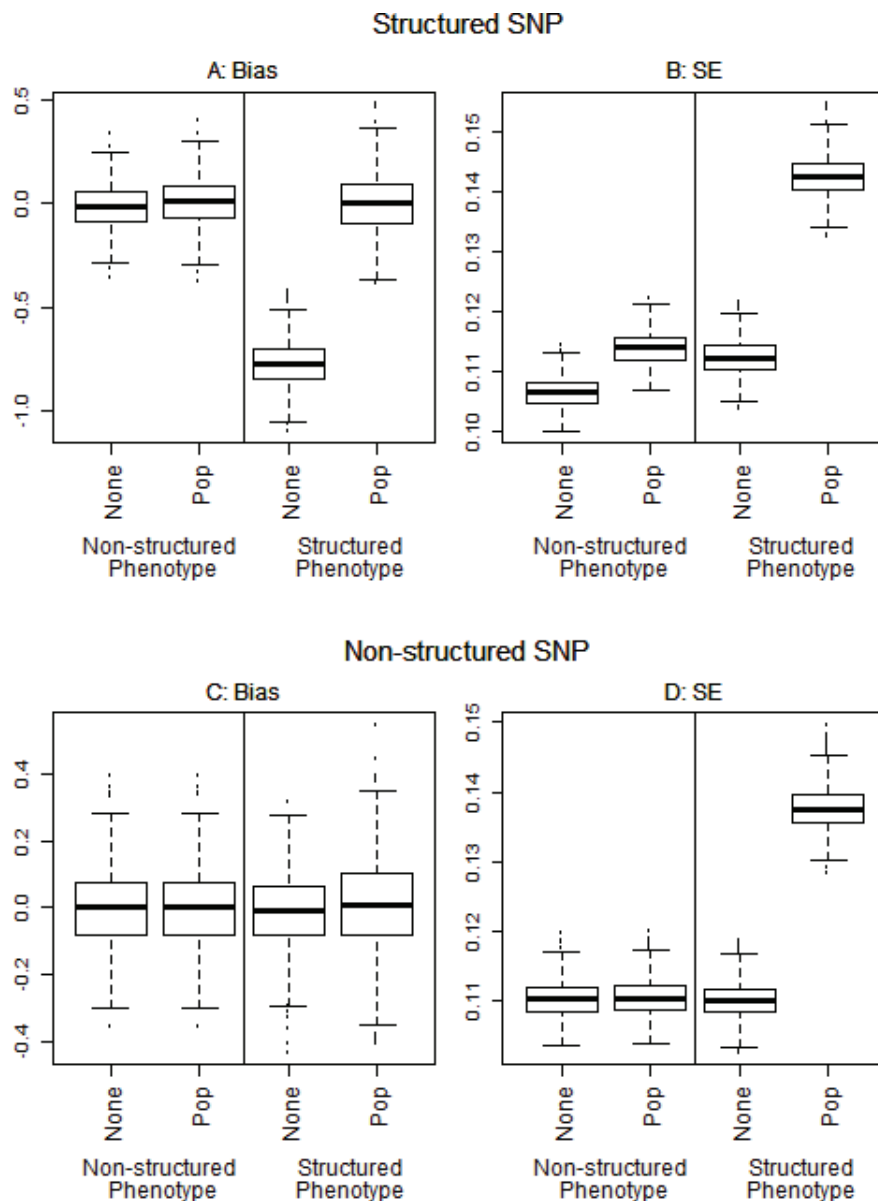 Structured SNP
A: Bias
B: SE
0.5
0.0
-0.5
-1.0
0.15
0.14
0.13
0.12
0.11
0.10
None
Pop
None
Pop
None
Pop
None
Pop
Non-structured
Phenotype
Structured
Phenotype
Non-structured
Phenotype
Structured
Phenotype
Non-structured SNP
C: Bias
D: SE
0.4
0.2
0.0
-0.2
-0.4
0.15
0.14
0.13
0.12
0.11
None
Pop
None
Pop
None
Pop
None
Pop
Non-structured
Phenotype
Structured
Phenotype
Non-structured
Phenotype
Structured
Phenotype